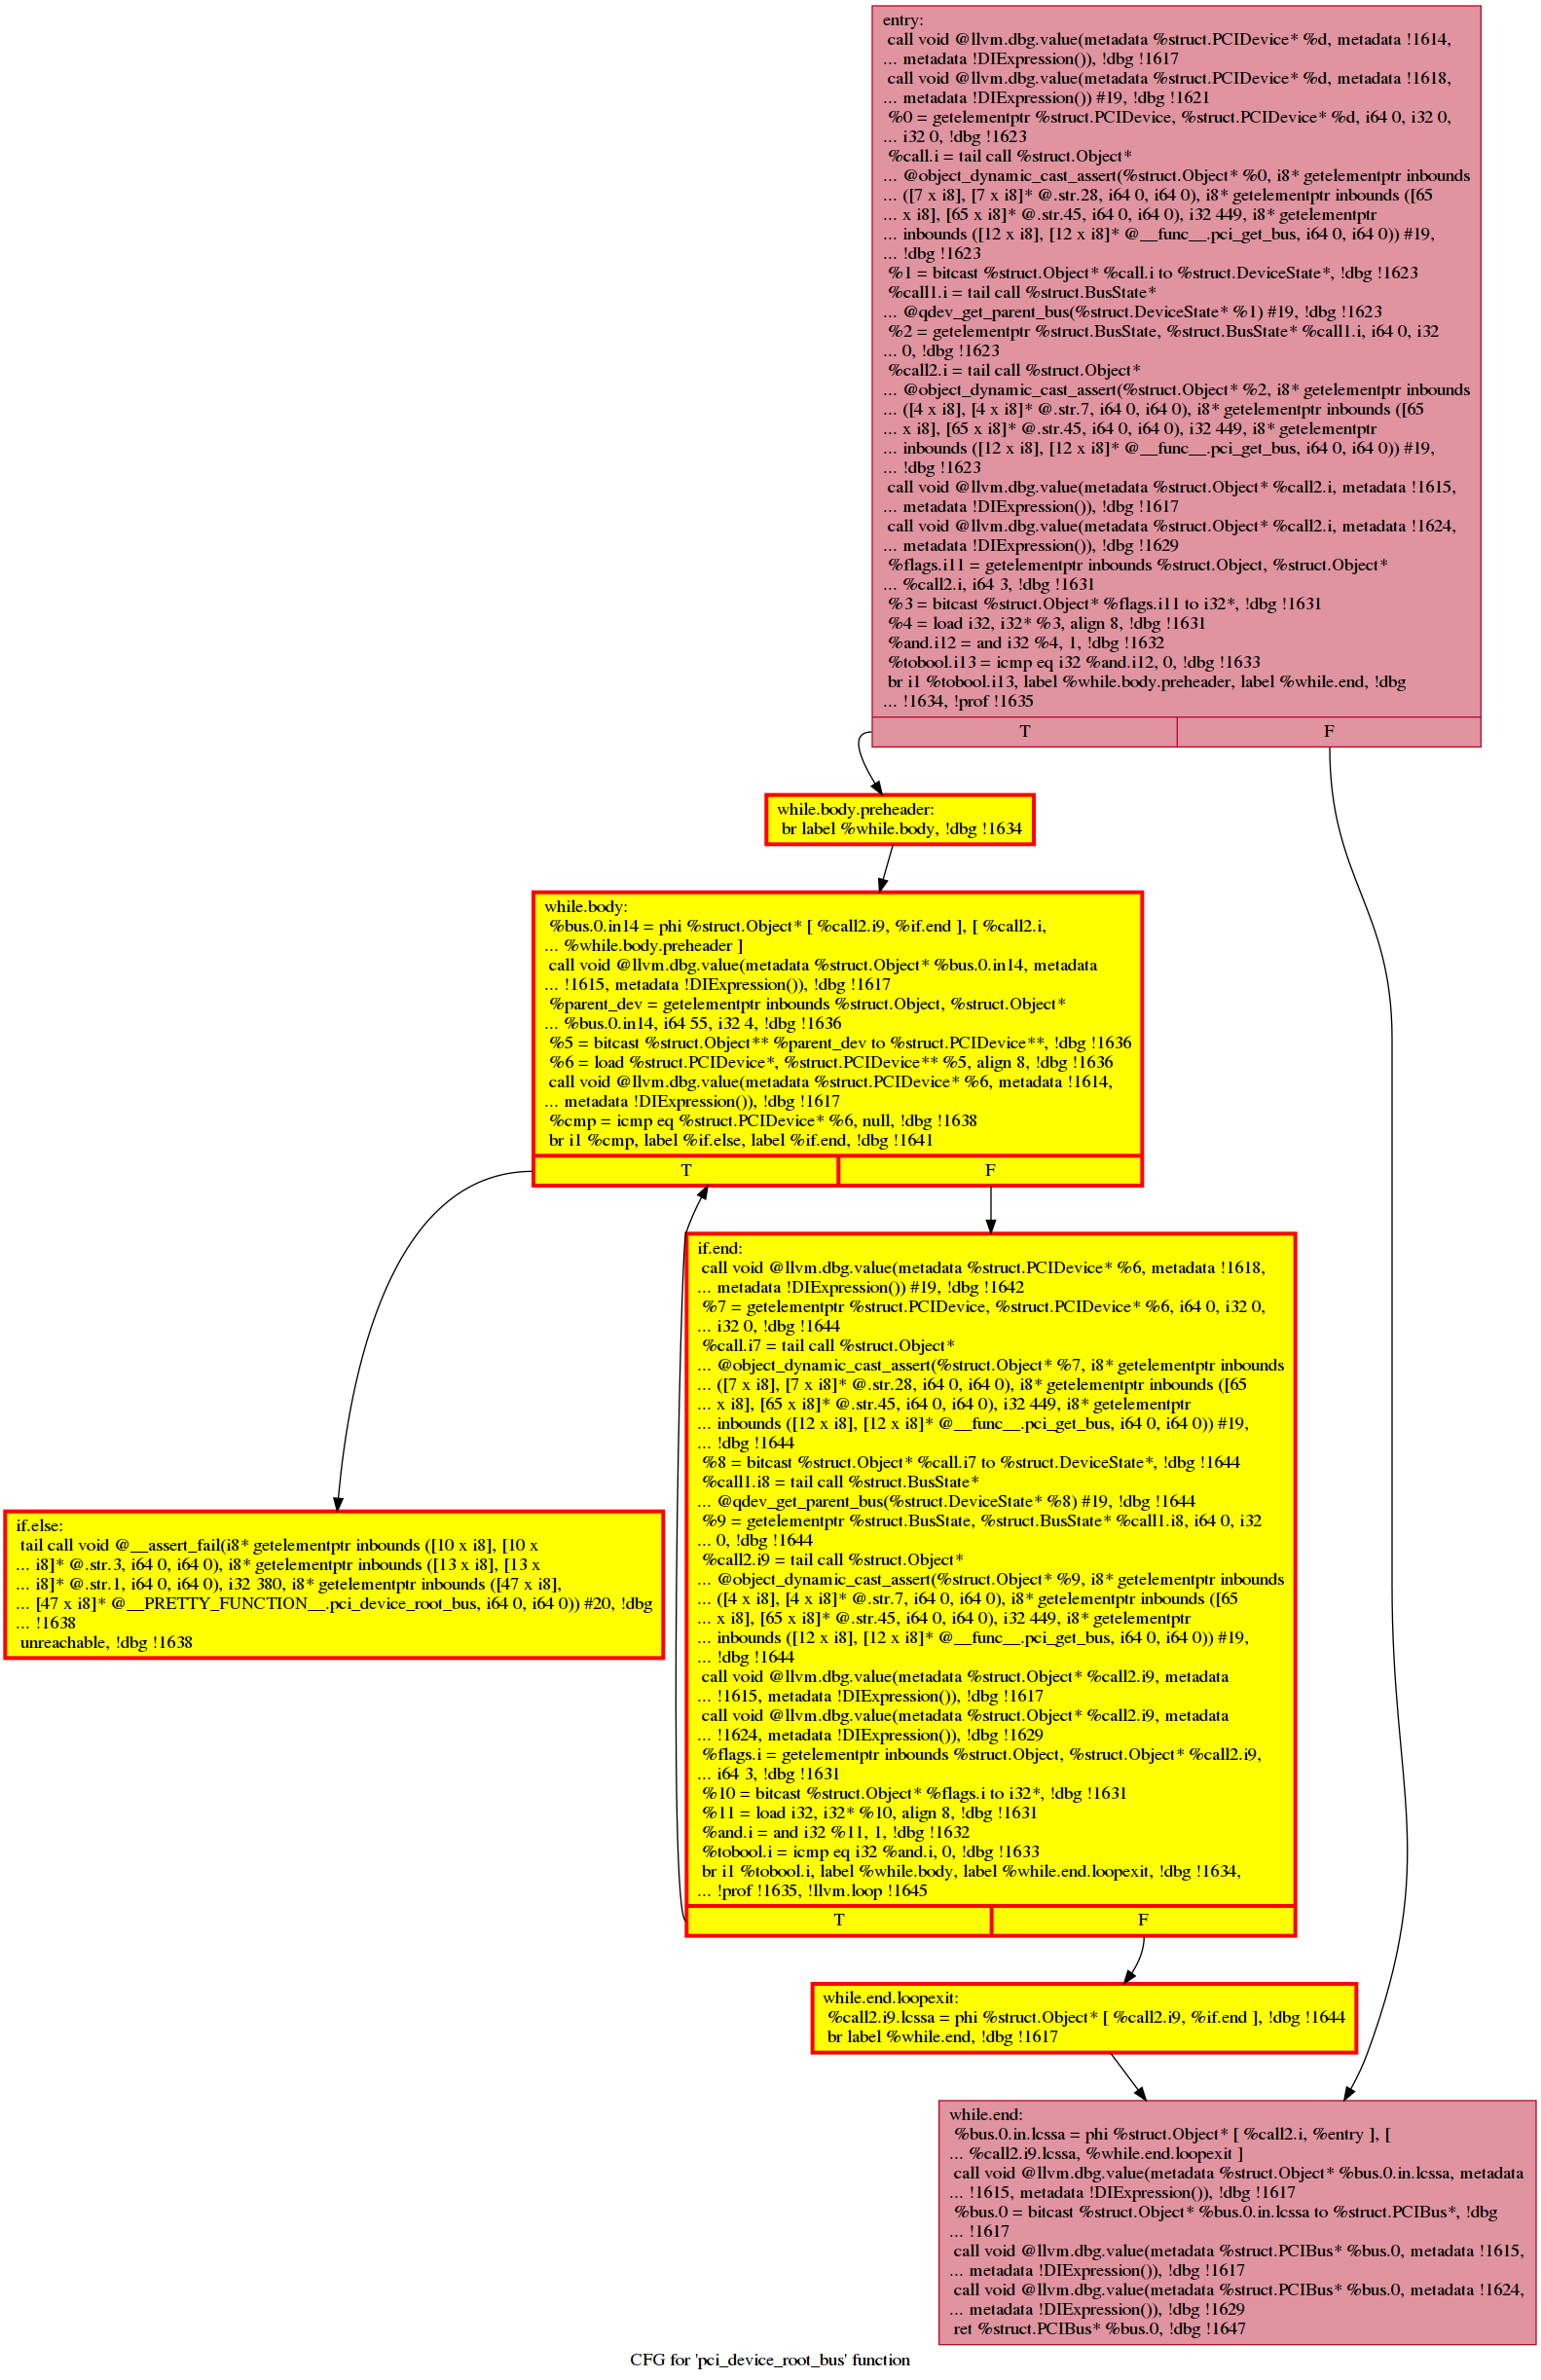 entry:
call void @llvm.dbg.value(metadata %struct.PCIDevice* %d, metadata !1614,
... metadata !DIExpression()), !dbg !1617
call void @llvm.dbg.value(metadata %struct.PCIDevice* %d, metadata !1618,
... metadata !DIExpression()) #19, !dbg !1621
%0 = getelementptr %struct.PCIDevice, %struct.PCIDevice* %d, i64 0, i32 0,
... i32 0, !dbg !1623
%call.i = tail call %struct.Object*
... @object_dynamic_cast_assert(%struct.Object* %0, i8* getelementptr inbounds
... ([7 x i8], [7 x i8]* @.str.28, i64 0, i64 0), i8* getelementptr inbounds ([65
... x i8], [65 x i8]* @.str.45, i64 0, i64 0), i32 449, i8* getelementptr
... inbounds ([12 x i8], [12 x i8]* @__func__.pci_get_bus, i64 0, i64 0)) #19,
... !dbg !1623
%1 = bitcast %struct.Object* %call.i to %struct.DeviceState*, !dbg !1623
%call1.i = tail call %struct.BusState*
... @qdev_get_parent_bus(%struct.DeviceState* %1) #19, !dbg !1623
%2 = getelementptr %struct.BusState, %struct.BusState* %call1.i, i64 0, i32
... 0, !dbg !1623
%call2.i = tail call %struct.Object*
... @object_dynamic_cast_assert(%struct.Object* %2, i8* getelementptr inbounds
... ([4 x i8], [4 x i8]* @.str.7, i64 0, i64 0), i8* getelementptr inbounds ([65
... x i8], [65 x i8]* @.str.45, i64 0, i64 0), i32 449, i8* getelementptr
... inbounds ([12 x i8], [12 x i8]* @__func__.pci_get_bus, i64 0, i64 0)) #19,
... !dbg !1623
call void @llvm.dbg.value(metadata %struct.Object* %call2.i, metadata !1615,
... metadata !DIExpression()), !dbg !1617
call void @llvm.dbg.value(metadata %struct.Object* %call2.i, metadata !1624,
... metadata !DIExpression()), !dbg !1629
%flags.i11 = getelementptr inbounds %struct.Object, %struct.Object*
... %call2.i, i64 3, !dbg !1631
%3 = bitcast %struct.Object* %flags.i11 to i32*, !dbg !1631
%4 = load i32, i32* %3, align 8, !dbg !1631
%and.i12 = and i32 %4, 1, !dbg !1632
%tobool.i13 = icmp eq i32 %and.i12, 0, !dbg !1633
br i1 %tobool.i13, label %while.body.preheader, label %while.end, !dbg
... !1634, !prof !1635
T F
while.body.preheader:
br label %while.body, !dbg !1634
while.body:
%bus.0.in14 = phi %struct.Object* [ %call2.i9, %if.end ], [ %call2.i,
... %while.body.preheader ]
call void @llvm.dbg.value(metadata %struct.Object* %bus.0.in14, metadata
... !1615, metadata !DIExpression()), !dbg !1617
%parent_dev = getelementptr inbounds %struct.Object, %struct.Object*
... %bus.0.in14, i64 55, i32 4, !dbg !1636
%5 = bitcast %struct.Object** %parent_dev to %struct.PCIDevice**, !dbg !1636
%6 = load %struct.PCIDevice*, %struct.PCIDevice** %5, align 8, !dbg !1636
call void @llvm.dbg.value(metadata %struct.PCIDevice* %6, metadata !1614,
... metadata !DIExpression()), !dbg !1617
%cmp = icmp eq %struct.PCIDevice* %6, null, !dbg !1638
br i1 %cmp, label %if.else, label %if.end, !dbg !1641
T F
if.end:
call void @llvm.dbg.value(metadata %struct.PCIDevice* %6, metadata !1618,
... metadata !DIExpression()) #19, !dbg !1642
%7 = getelementptr %struct.PCIDevice, %struct.PCIDevice* %6, i64 0, i32 0,
... i32 0, !dbg !1644
%call.i7 = tail call %struct.Object*
... @object_dynamic_cast_assert(%struct.Object* %7, i8* getelementptr inbounds
... ([7 x i8], [7 x i8]* @.str.28, i64 0, i64 0), i8* getelementptr inbounds ([65
... x i8], [65 x i8]* @.str.45, i64 0, i64 0), i32 449, i8* getelementptr
... inbounds ([12 x i8], [12 x i8]* @__func__.pci_get_bus, i64 0, i64 0)) #19,
... !dbg !1644
%8 = bitcast %struct.Object* %call.i7 to %struct.DeviceState*, !dbg !1644
%call1.i8 = tail call %struct.BusState*
... @qdev_get_parent_bus(%struct.DeviceState* %8) #19, !dbg !1644
%9 = getelementptr %struct.BusState, %struct.BusState* %call1.i8, i64 0, i32
... 0, !dbg !1644
%call2.i9 = tail call %struct.Object*
... @object_dynamic_cast_assert(%struct.Object* %9, i8* getelementptr inbounds
... ([4 x i8], [4 x i8]* @.str.7, i64 0, i64 0), i8* getelementptr inbounds ([65
... x i8], [65 x i8]* @.str.45, i64 0, i64 0), i32 449, i8* getelementptr
... inbounds ([12 x i8], [12 x i8]* @__func__.pci_get_bus, i64 0, i64 0)) #19,
... !dbg !1644
call void @llvm.dbg.value(metadata %struct.Object* %call2.i9, metadata
... !1615, metadata !DIExpression()), !dbg !1617
call void @llvm.dbg.value(metadata %struct.Object* %call2.i9, metadata
... !1624, metadata !DIExpression()), !dbg !1629
%flags.i = getelementptr inbounds %struct.Object, %struct.Object* %call2.i9,
... i64 3, !dbg !1631
%10 = bitcast %struct.Object* %flags.i to i32*, !dbg !1631
%11 = load i32, i32* %10, align 8, !dbg !1631
%and.i = and i32 %11, 1, !dbg !1632
%tobool.i = icmp eq i32 %and.i, 0, !dbg !1633
br i1 %tobool.i, label %while.body, label %while.end.loopexit, !dbg !1634,
... !prof !1635, !llvm.loop !1645
T F
if.else:
tail call void @__assert_fail(i8* getelementptr inbounds ([10 x i8], [10 x
... i8]* @.str.3, i64 0, i64 0), i8* getelementptr inbounds ([13 x i8], [13 x
... i8]* @.str.1, i64 0, i64 0), i32 380, i8* getelementptr inbounds ([47 x i8],
... [47 x i8]* @__PRETTY_FUNCTION__.pci_device_root_bus, i64 0, i64 0)) #20, !dbg
... !1638
unreachable, !dbg !1638
while.end.loopexit:
%call2.i9.lcssa = phi %struct.Object* [ %call2.i9, %if.end ], !dbg !1644
br label %while.end, !dbg !1617
while.end:
%bus.0.in.lcssa = phi %struct.Object* [ %call2.i, %entry ], [
... %call2.i9.lcssa, %while.end.loopexit ]
call void @llvm.dbg.value(metadata %struct.Object* %bus.0.in.lcssa, metadata
... !1615, metadata !DIExpression()), !dbg !1617
%bus.0 = bitcast %struct.Object* %bus.0.in.lcssa to %struct.PCIBus*, !dbg
... !1617
call void @llvm.dbg.value(metadata %struct.PCIBus* %bus.0, metadata !1615,
... metadata !DIExpression()), !dbg !1617
call void @llvm.dbg.value(metadata %struct.PCIBus* %bus.0, metadata !1624,
... metadata !DIExpression()), !dbg !1629
ret %struct.PCIBus* %bus.0, !dbg !1647
CFG for 'pci_device_root_bus' function